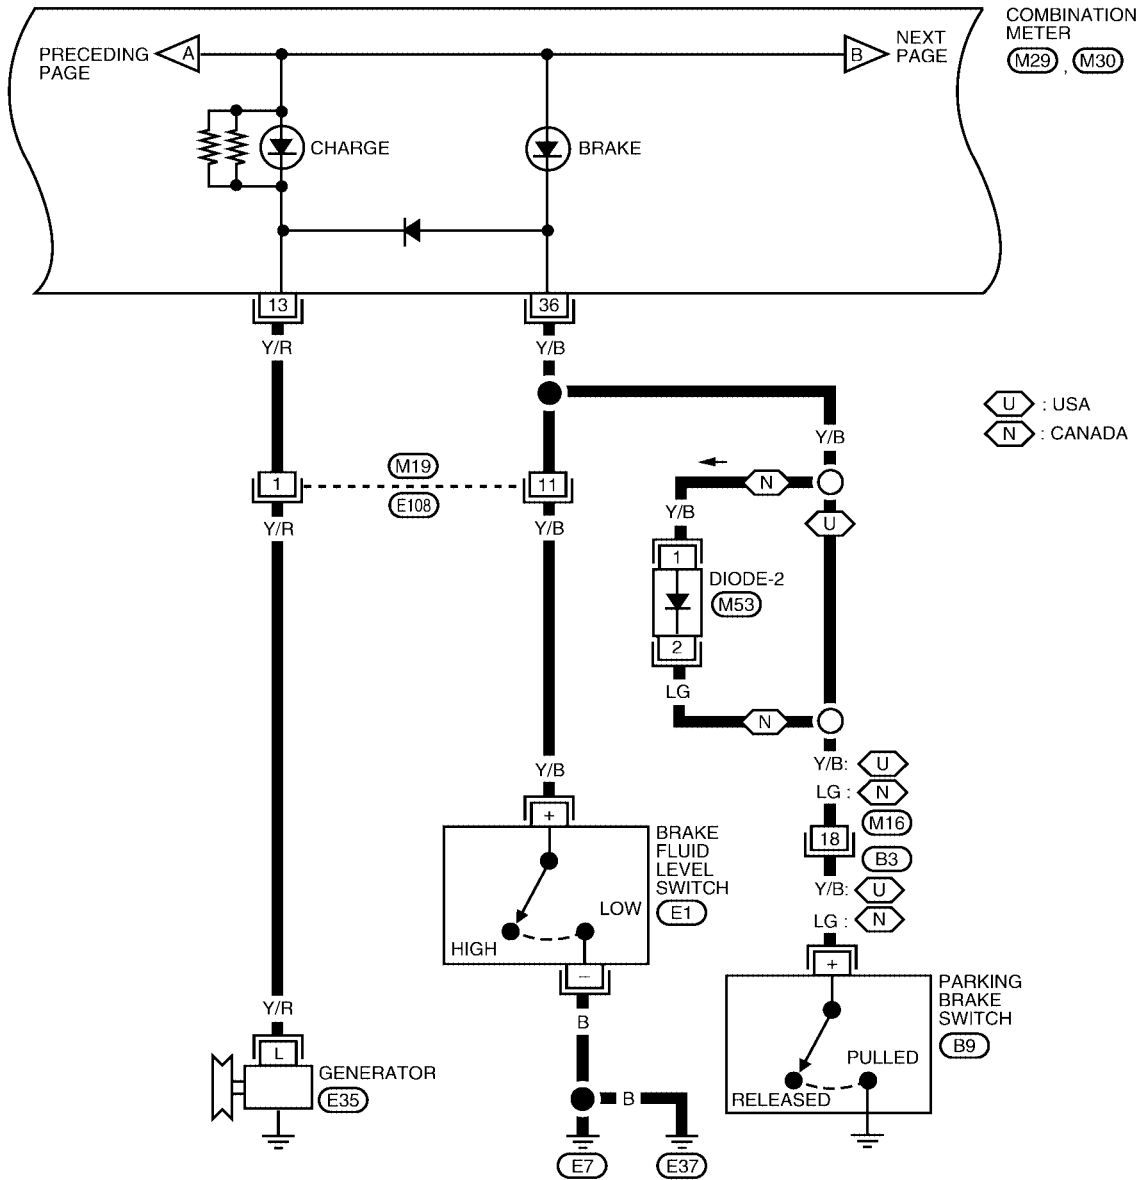 COMBINATION
METER
M29 , M30
PRECEDING
PAGE
A
B
NEXT
PAGE
CHARGE
BRAKE
13
36
Y/R
Y/B
U : USA
N : CANADA
Y/B
M19
1
11
E108
N
U
Y/R
Y/B
Y/B
1
DIODE-2
M53
2
LG
N
Y/B: U
LG : N
M16
18
B3
Y/B: U
LG : N
Y/B
+
BRAKE
FLUID
LEVEL
SWITCH
E1
LOW
HIGH
–
+
PARKING
BRAKE
SWITCH
B9
PULLED
RELEASED
Y/R
B
L
GENERATOR
E35
B
E7
E37